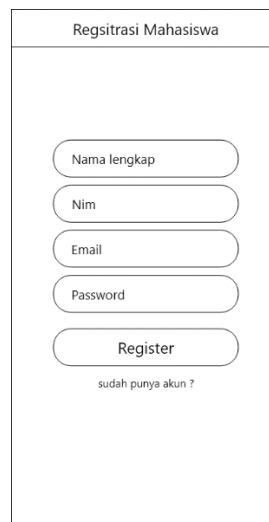 Regsitrasi Mahasiswa
Nama lengkap
Nim
Email
Password
Register
sudah punya akun ?